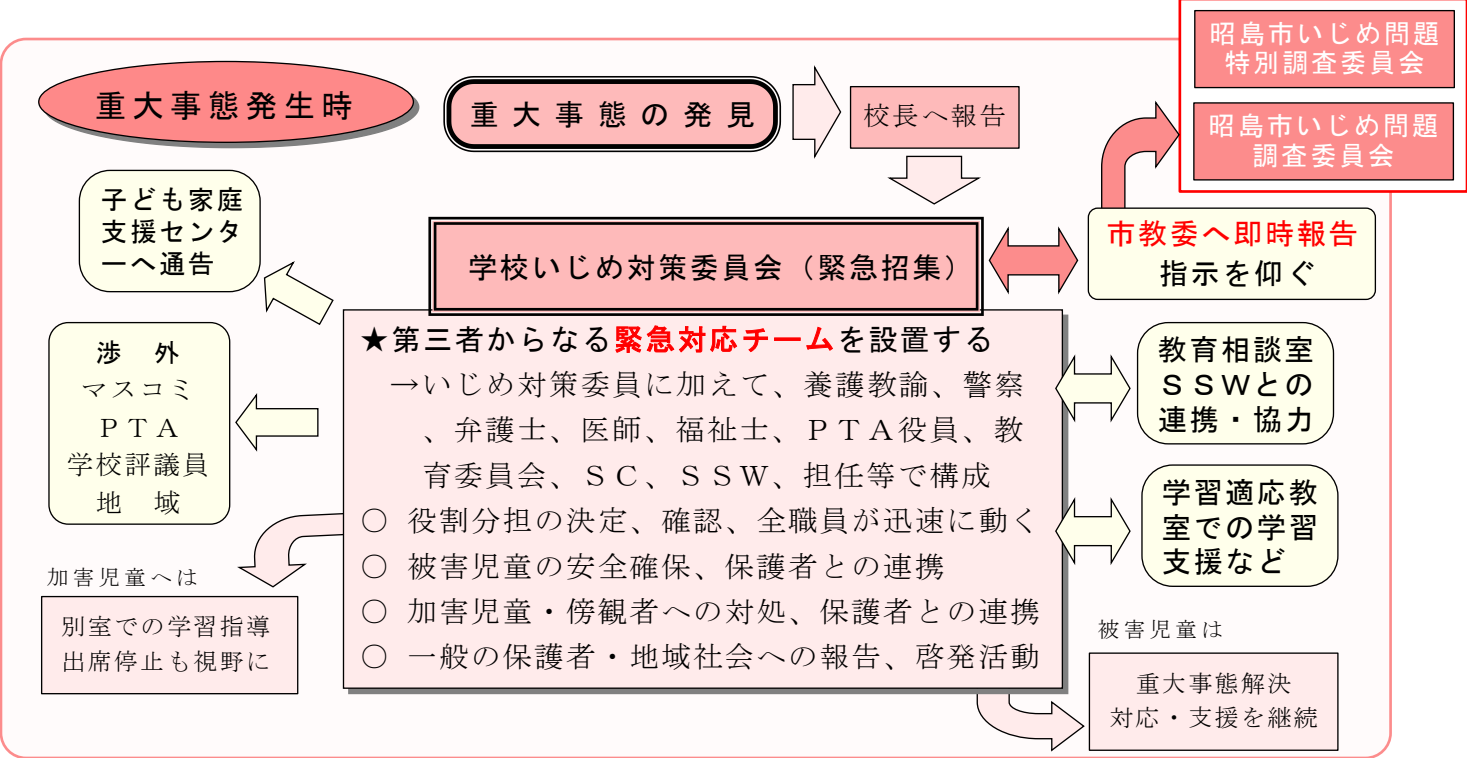 昭島市いじめ問題
特別調査委員会
昭島市いじめ問題
調査委員会
重大事態発生時
重大事態の発見
校長へ報告
子ども家庭
支援センタ
ーへ通告
学校いじめ対策委員会（緊急招集）
市教委へ即時報告
指示を仰ぐ
渉　外
マスコミ
ＰＴＡ
学校評議員
地　域
★第三者からなる緊急対応チームを設置する
→いじめ対策委員に加えて、養護教諭、警察
、弁護士、医師、福祉士、ＰＴＡ役員、教
育委員会、ＳＣ、ＳＳＷ、担任等で構成
○ 役割分担の決定、確認、全職員が迅速に動く
○ 被害児童の安全確保、保護者との連携
○ 加害児童・傍観者への対処、保護者との連携
○ 一般の保護者・地域社会への報告、啓発活動
教育相談室
ＳＳＷとの
連携・協力
学習適応教
室での学習
支援など
加害児童へは
別室での学習指導
出席停止も視野に
被害児童は
重大事態解決
対応・支援を継続